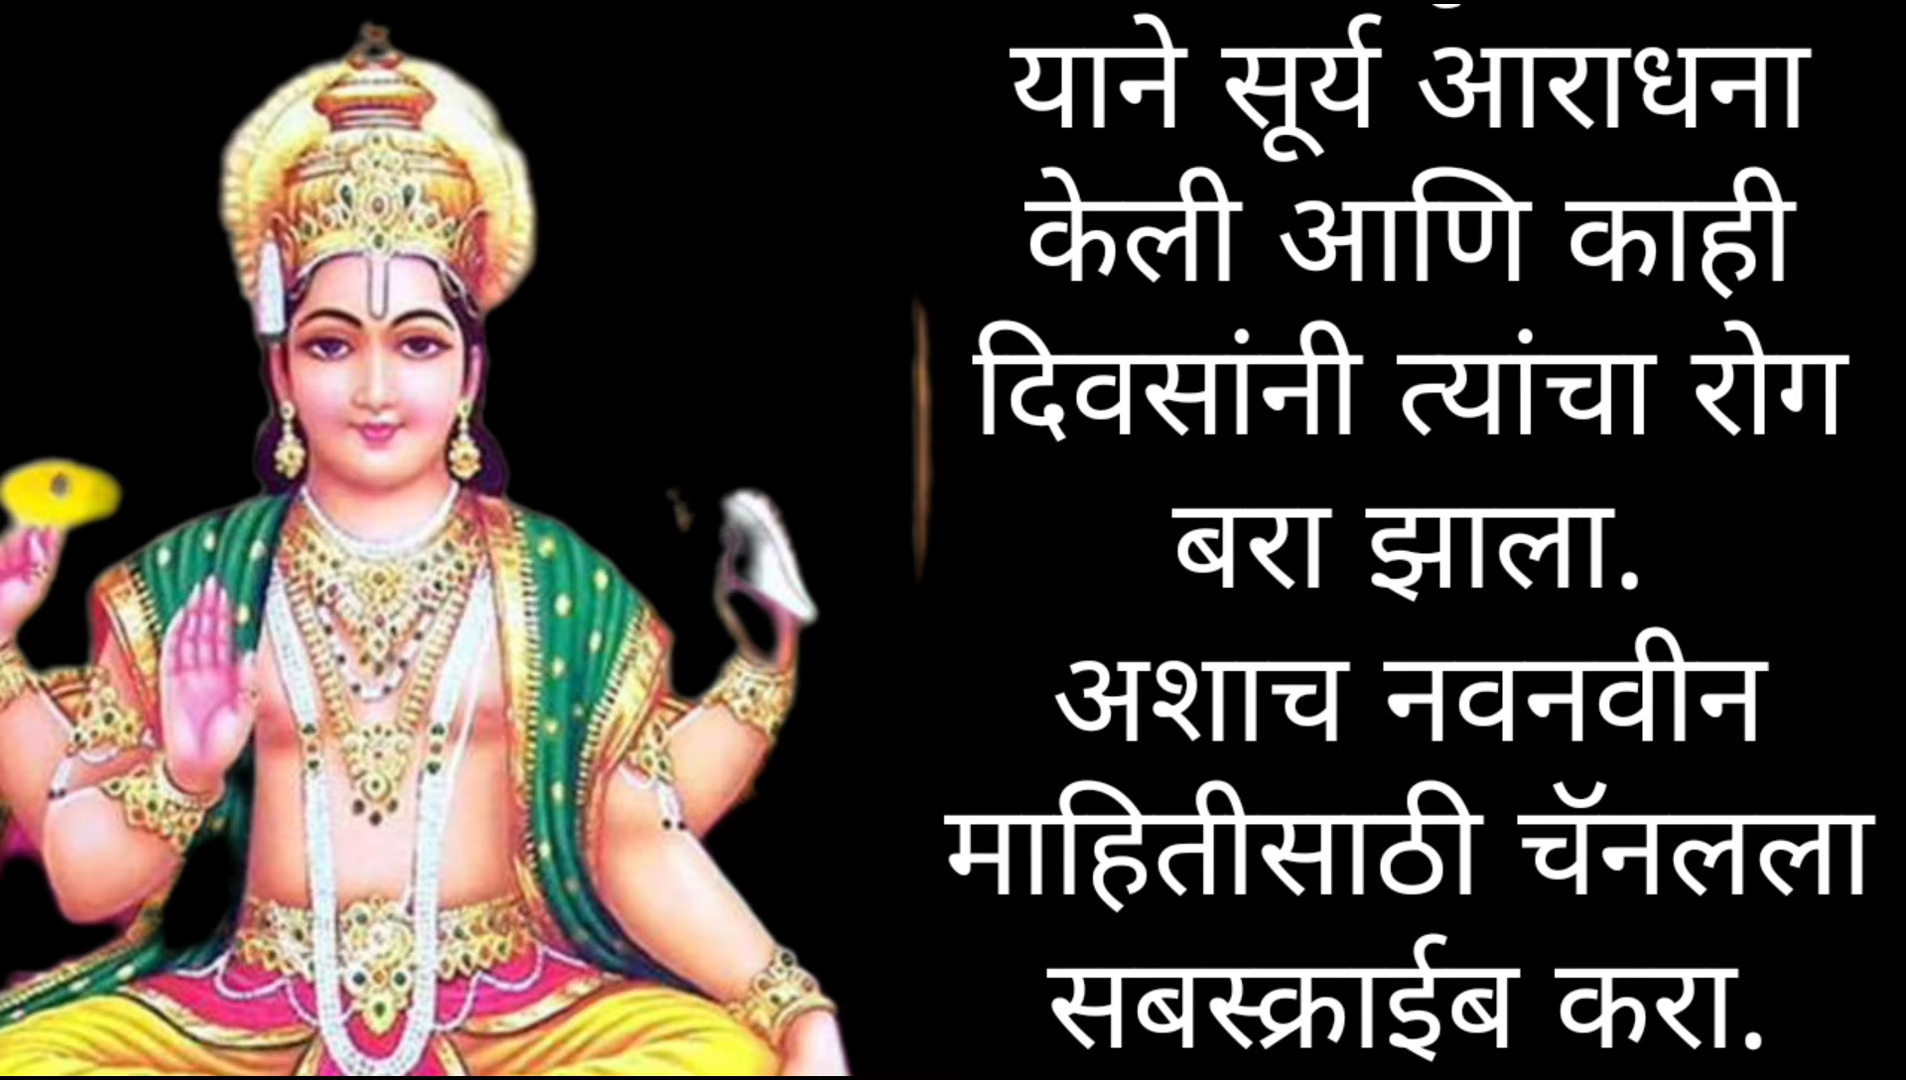 याने सूर्य आराधना
केली आणि काही
दिवसांनी त्यांचा रोग
बरा झाला.
अशाच नवनवीन
माहितीसाठी चॅनलला
सबस्क्राईब करा.